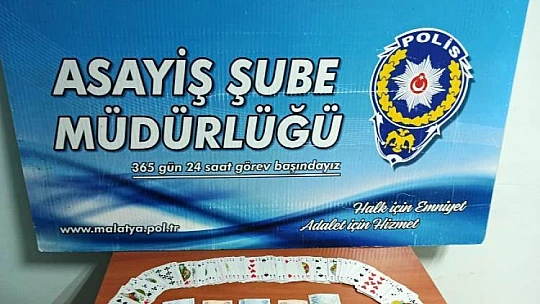 POLİS
ASAYİŞ ŞUBE
MÜDÜRLÜĞÜ
365 gün 24 saat görev başındayız
Halk için Emniyet
Adalet için Hizmet
www.malatya.pol.tr